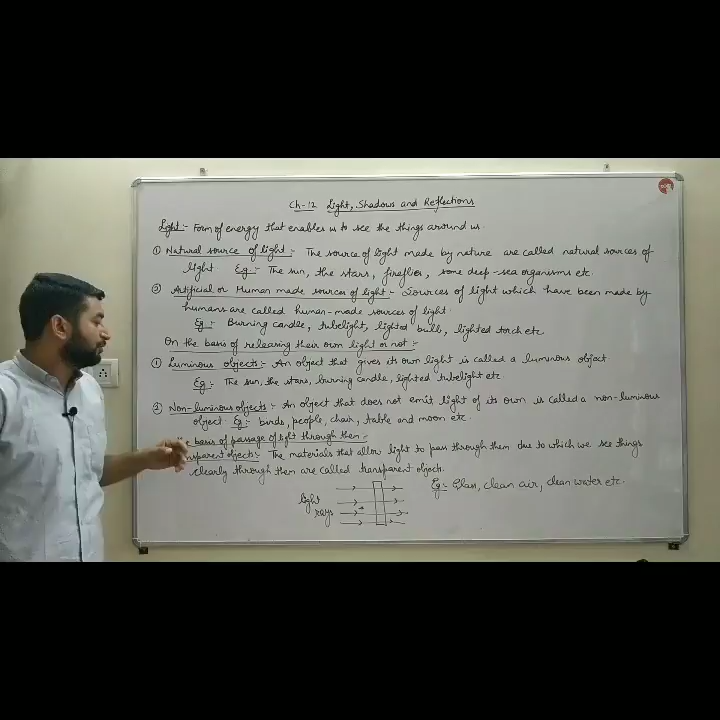 Ch-12 Light, Shadows and Reflections
Light:- Form of energy that enables us to see the things around us.
① Natural source of light:- The source of light made by nature are called natural sources of
light Eg:- The sun, the stars, fireflies, some deep-sea organisms etc.
② Artificial or Human made sources of light:- Sources of light which have been made by
humans are called human-made sources of light.
Eg:- Burning candle, tubelight, lighted bulb, lighted torch etc
On the basis of releasing their own light or not:-
① Luminous objects:- An object that gives its own light is called a luminous object
Eg:- The sun, the stars, burning candle, lighted tubelight etc.
② Non-luminous objects:- An object that does not emit light of its own is called a non-luminous
object Eg:- birds, people, chair, table and moon etc.
basis of passage of light through them:-
objects:- The materials that allow light to pass through them due to which we see things
clearly through them are called transparent objects.
Eg:- Glass, clean air, clean water etc.
light
rays